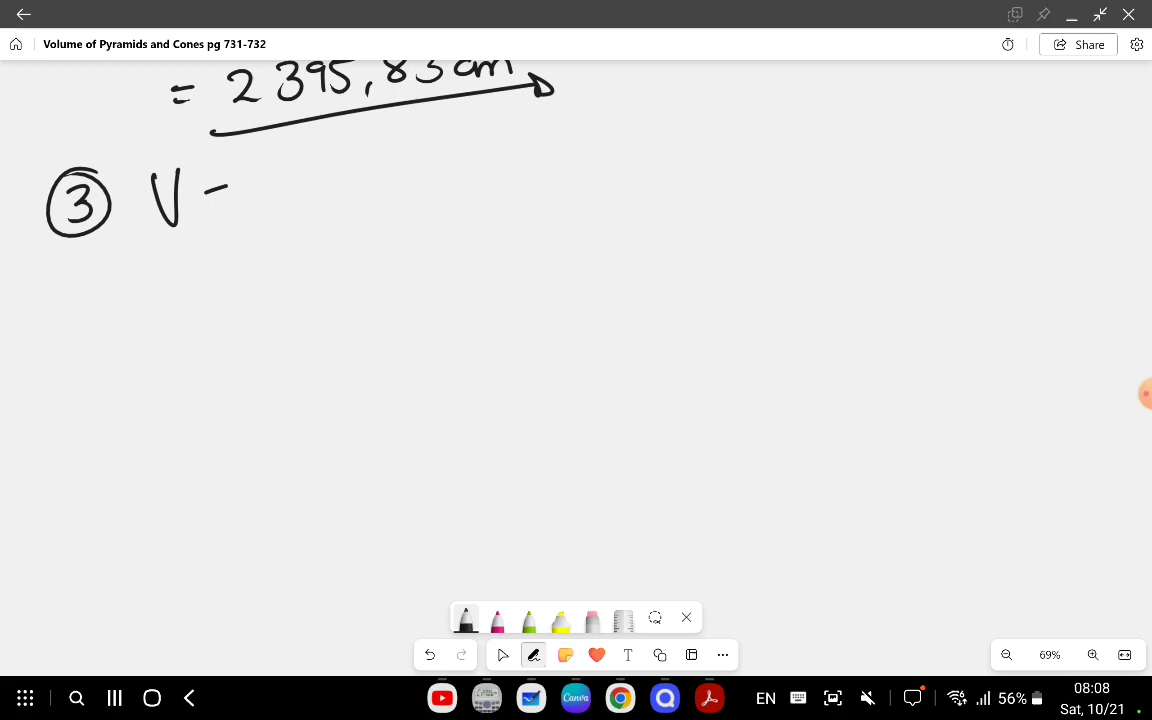 Volume of Pyramids and Cones pg 731-732
Share
= 2 395,83 cm
③ V -
69%
Canva
EN
56%
08:08
Sat, 10/21